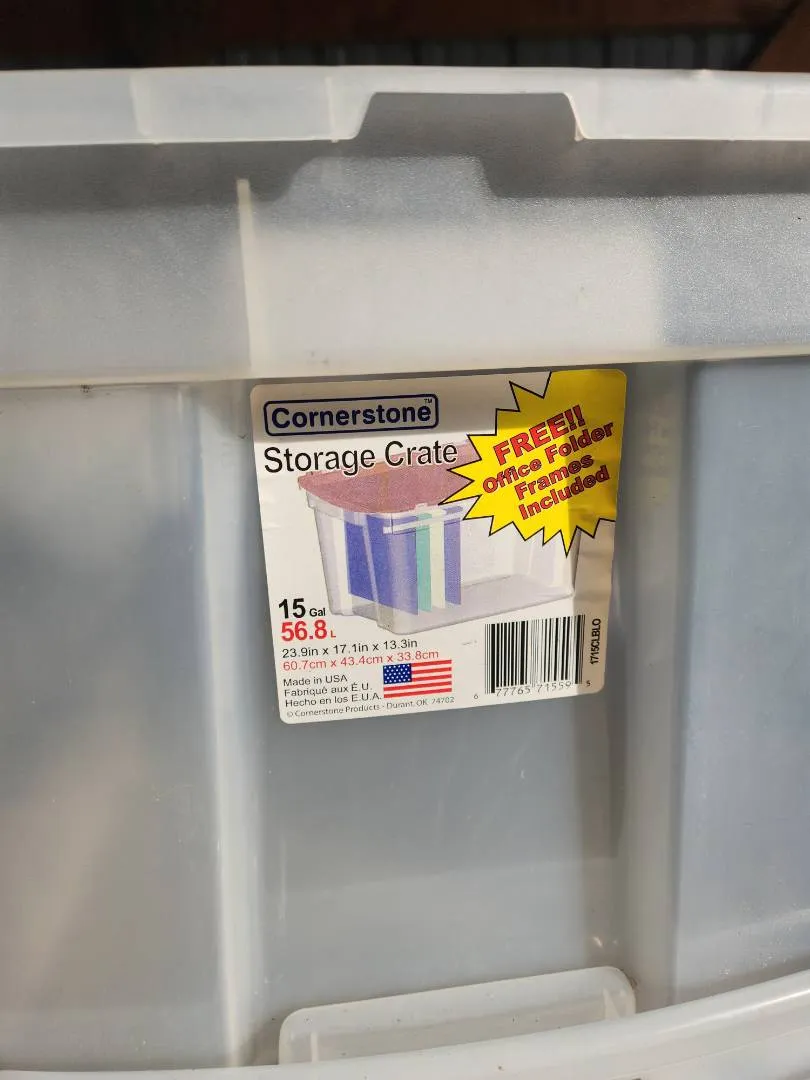 Cornerstone™
Storage Crate
FREE!!
Office Folder
Frames
Included
15 Gal
56.8 L
23.9in x 17.1in x 13.3in
60.7cm x 43.4cm x 33.8cm
Made in USA
Fabriqué aux É.U.
Hecho en los E.U.A.
© Cornerstone Products - Durant, OK 74702
6 77765 71559 5
1715CLBLO